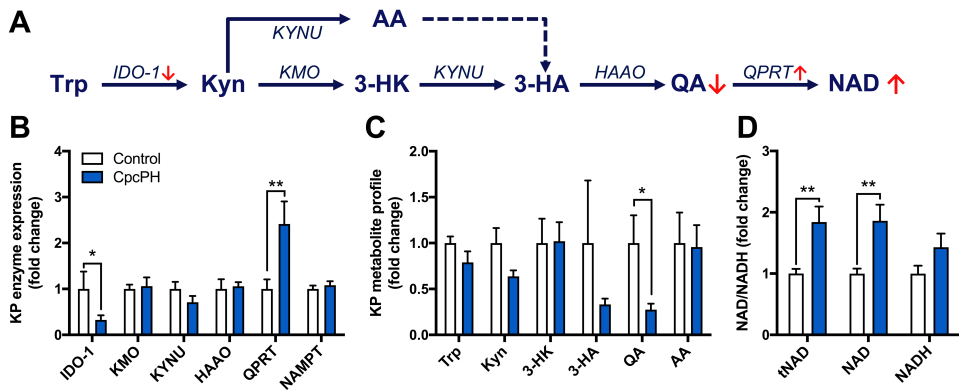 A
AA
KYNU
Trp IDO-1↓ Kyn KMO 3-HK KYNU 3-HA HAAO QA↓ QPRT↑ NAD ↑
B
KP enzyme expression
(fold change)
4
3
2
1
0
Control
CpcPH
*
**
IDO-1
KMO
KYNU
HAAO
QPRT
NAMPT
C
KP metabolite profile
(fold change)
2.0
1.5
1.0
0.5
0.0
*
Trp
Kyn
3-HK
3-HA
QA
AA
D
NAD/NADH (fold change)
3
2
1
0
**
**
tNAD
NAD
NADH